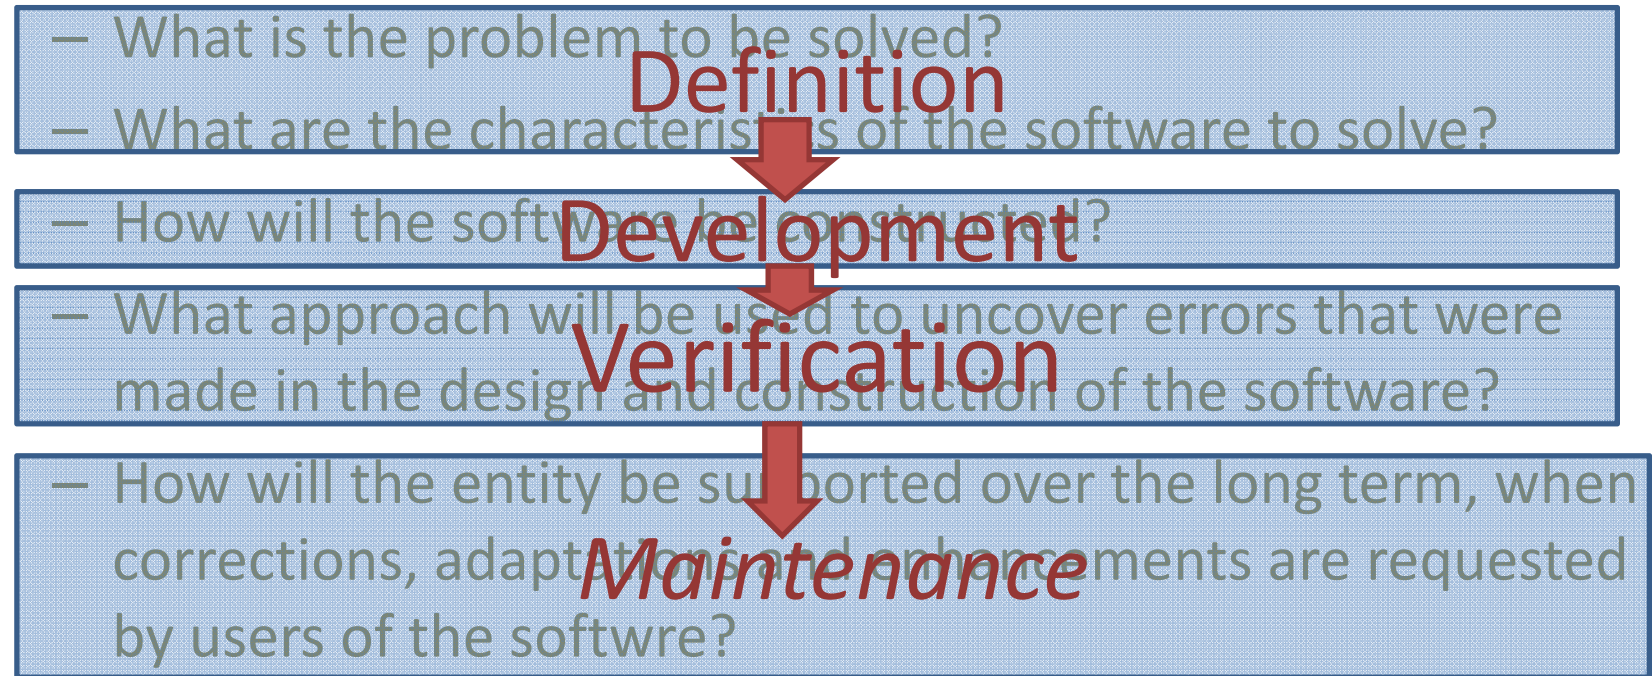 – What is the problem to be solved?
Definition
– What are the characteristics of the software to solve?
– How will the software be constructed?
Development
– What approach will be used to uncover errors that were
Verification
made in the design and construction of the software?
– How will the entity be supported over the long term, when
corrections, adaptations and enhancements are requested
Maintenance
by users of the softwre?